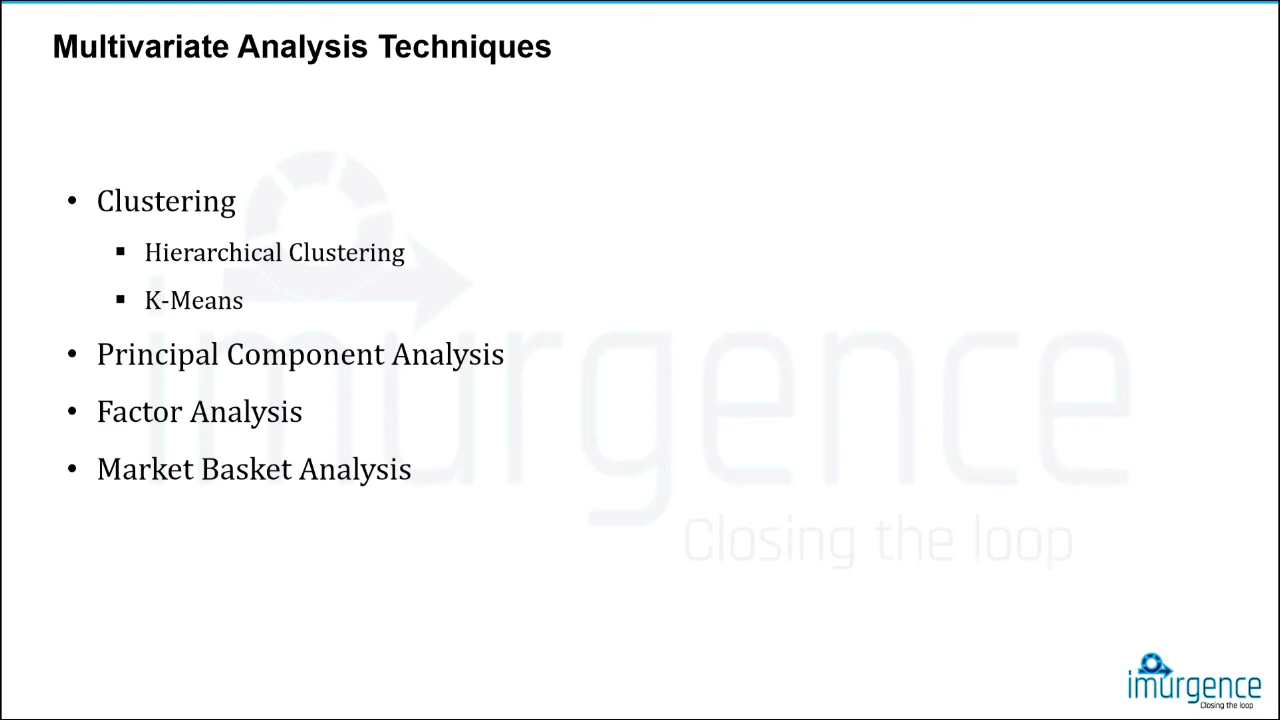 Multivariate Analysis Techniques
• Clustering
▪ Hierarchical Clustering
▪ K-Means
• Principal Component Analysis
• Factor Analysis
• Market Basket Analysis
imurgence
Closing the loop
imurgence
Closing the loop